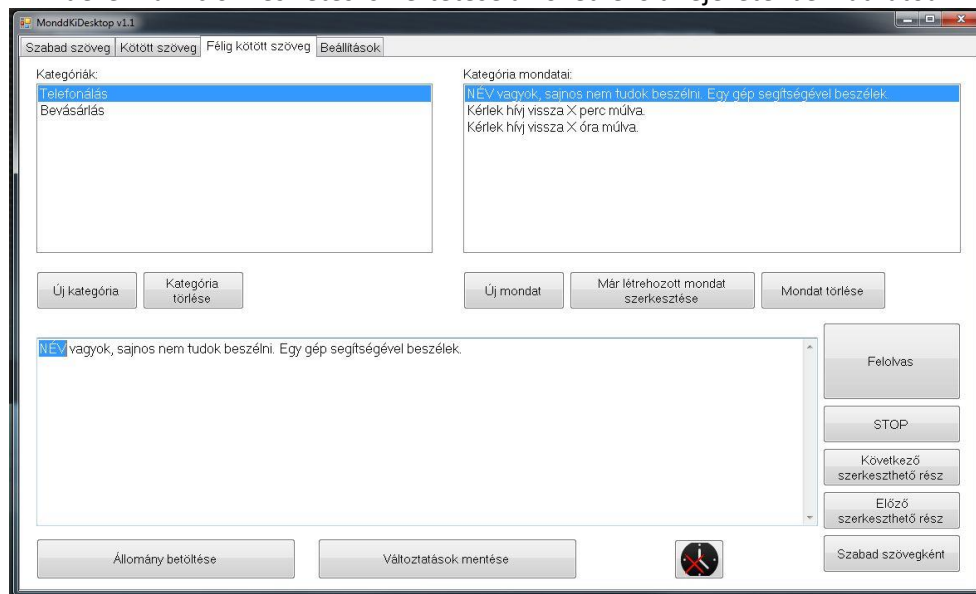 MonddKiDesktop v1.1
Szabad szöveg Kötött szöveg Félig kötött szöveg Beállítások
Kategóriák:
Telefonálás
Bevásárlás
Kategória mondatai:
NÉV vagyok, sajnos nem tudok beszélni. Egy gép segítségével beszélek.
Kérlek hívj vissza X perc múlva.
Kérlek hívj vissza X óra múlva.
Új kategória
Kategória
törlése
Új mondat
Már létrehozott mondat
szerkesztése
Mondat törlése
NÉV vagyok, sajnos nem tudok beszélni. Egy gép segítségével beszélek.
Felolvas
STOP
Következő
szerkeszthető rész
Előző
szerkeszthető rész
Szabad szövegként
Állomány betöltése
Változtatások mentése